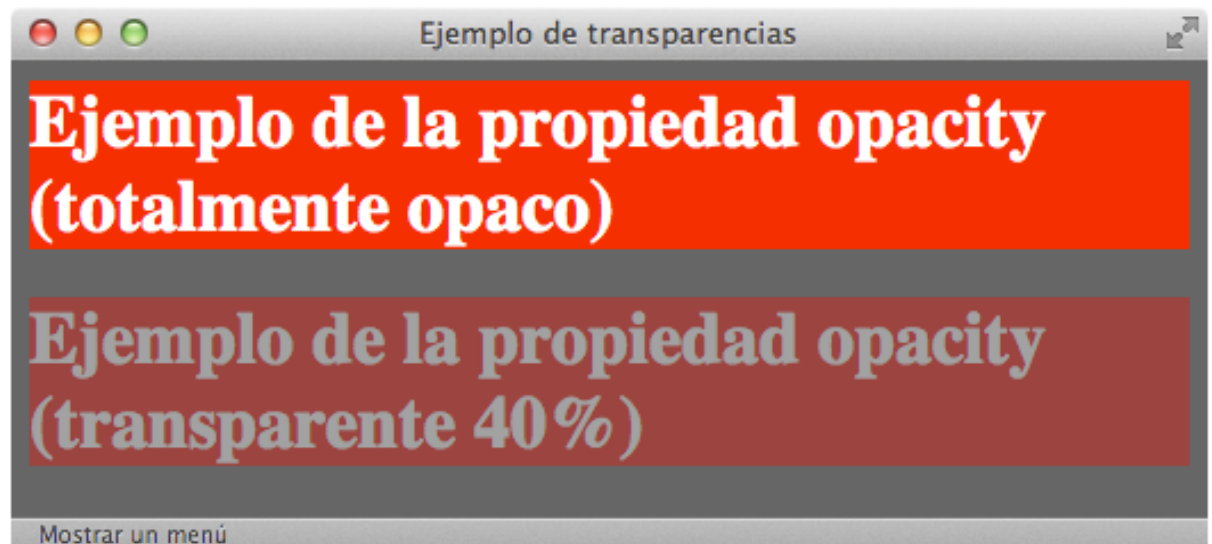 Ejemplo de transparencias
Ejemplo de la propiedad opacity
(totalmente opaco)
Ejemplo de la propiedad opacity
(transparente 40%)
Mostrar un menú